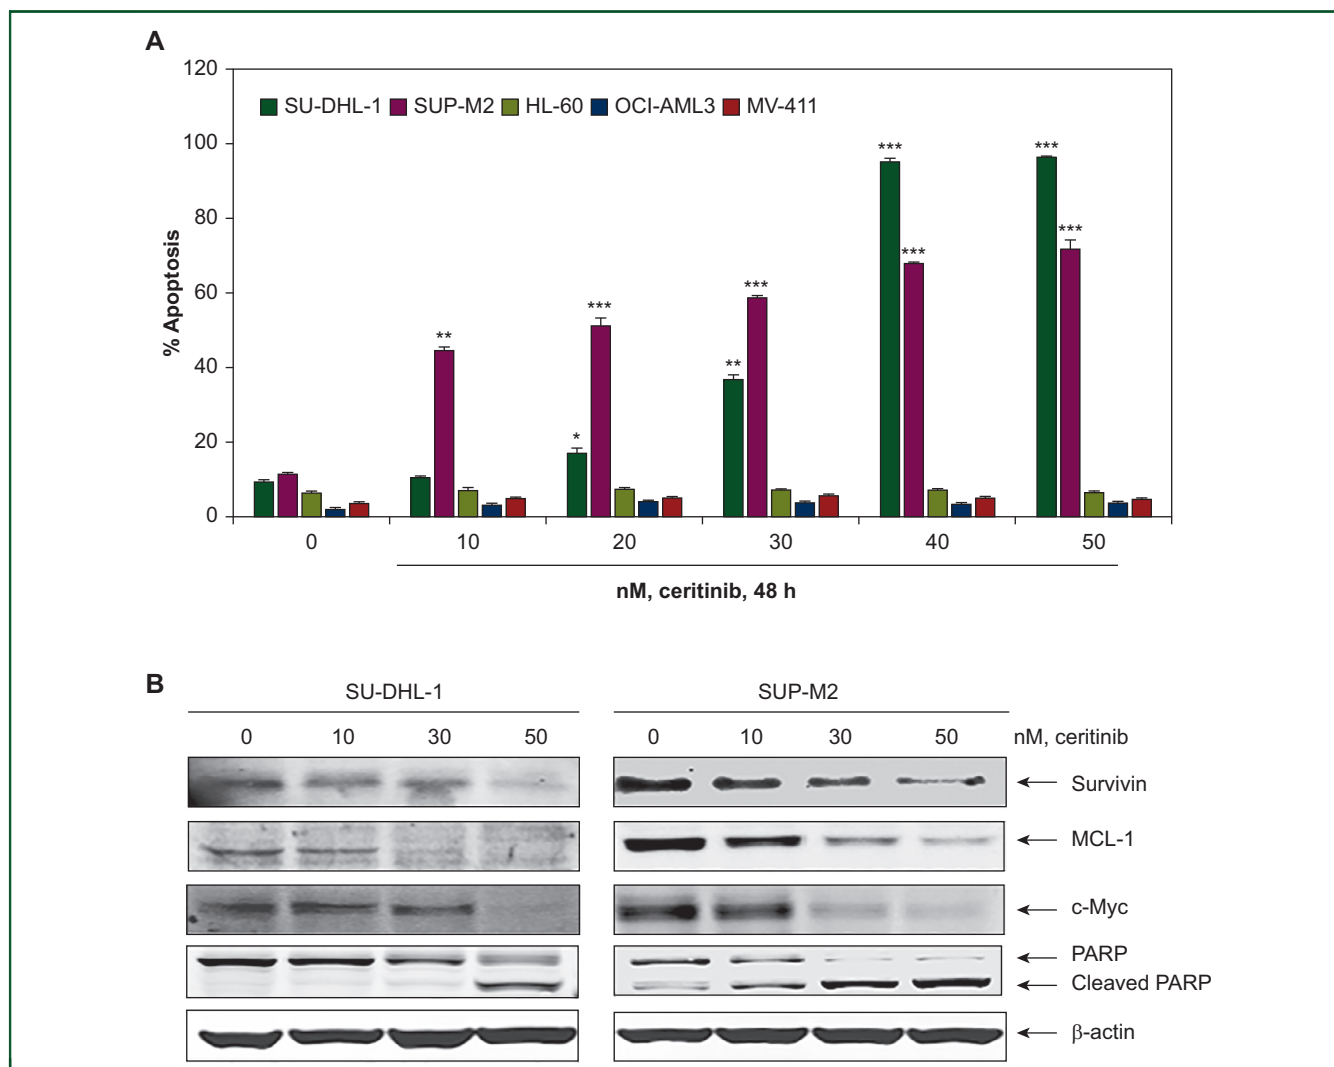 A
120
100
80
60
40
20
0
% Apoptosis
SU-DHL-1 SUP-M2 HL-60 OCI-AML3 MV-411
*** ***
*** ***
** *** *** **
*
0 10 20 30 40 50
nM, ceritinib, 48 h
B
SU-DHL-1 SUP-M2
0 10 30 50 0 10 30 50 nM, ceritinib
Survivin
MCL-1
c-Myc
PARP
Cleaved PARP
β-actin